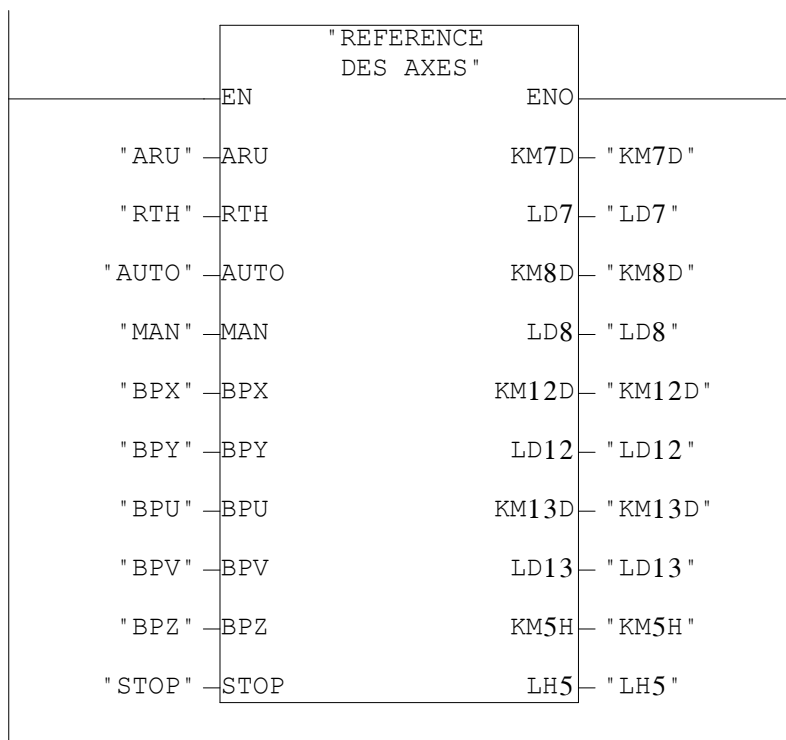 "REFERENCE
DES AXES"
EN ENO
"ARU" ARU KM7D "KM7D"
"RTH" RTH LD7 "LD7"
"AUTO" AUTO KM8D "KM8D"
"MAN" MAN LD8 "LD8"
"BPX" BPX KM12D "KM12D"
"BPY" BPY LD12 "LD12"
"BPU" BPU KM13D "KM13D"
"BPV" BPV LD13 "LD13"
"BPZ" BPZ KM5H "KM5H"
"STOP" STOP LH5 "LH5"